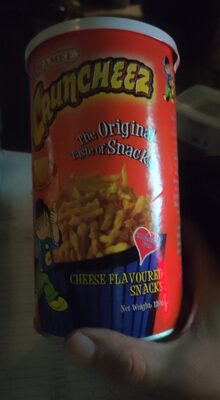 CRUNCHEEZ
The Original
Taste of Snacks
CHEESE FLAVOURED
SNACKS
Net Weight: